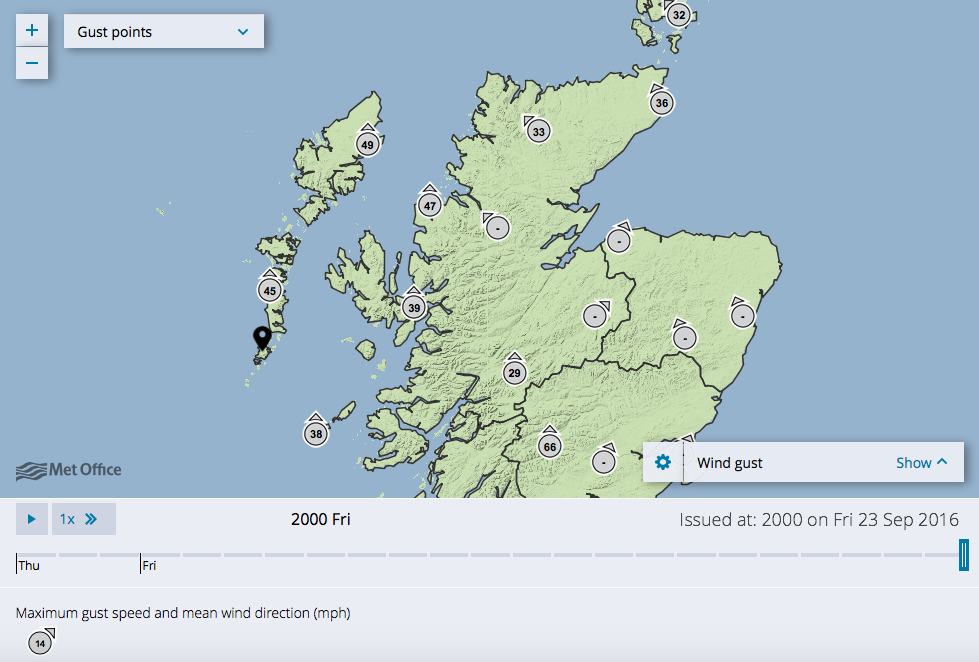 +
Gust points
−
32
36
33
49
47
-
-
45
39
-
-
-
29
38
66
-
Wind gust
Show
Met Office
1x
2000 Fri
Issued at: 2000 on Fri 23 Sep 2016
Thu
Fri
Maximum gust speed and mean wind direction (mph)
14